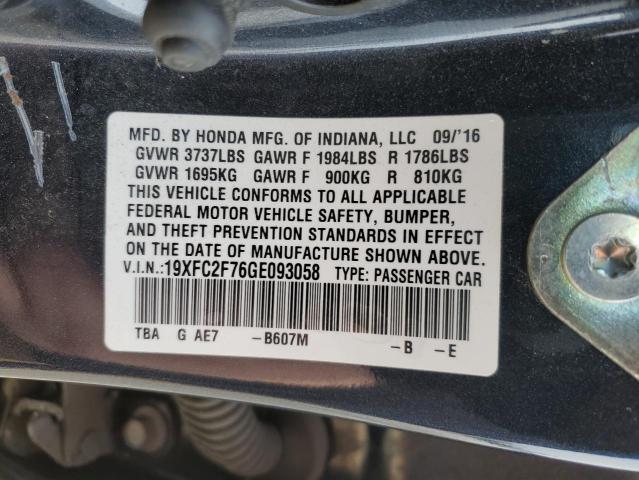 MFD. BY HONDA MFG. OF INDIANA, LLC 09/'16
GVWR 3737LBS GAWR F 1984LBS R 1786LBS
GVWR 1695KG GAWR F 900KG R 810KG
THIS VEHICLE CONFORMS TO ALL APPLICABLE
FEDERAL MOTOR VEHICLE SAFETY, BUMPER,
AND THEFT PREVENTION STANDARDS IN EFFECT
ON THE DATE OF MANUFACTURE SHOWN ABOVE.
V.I.N.:19XFC2F76GE093058 TYPE: PASSENGER CAR
TBA G AE7 -B607M -B -E